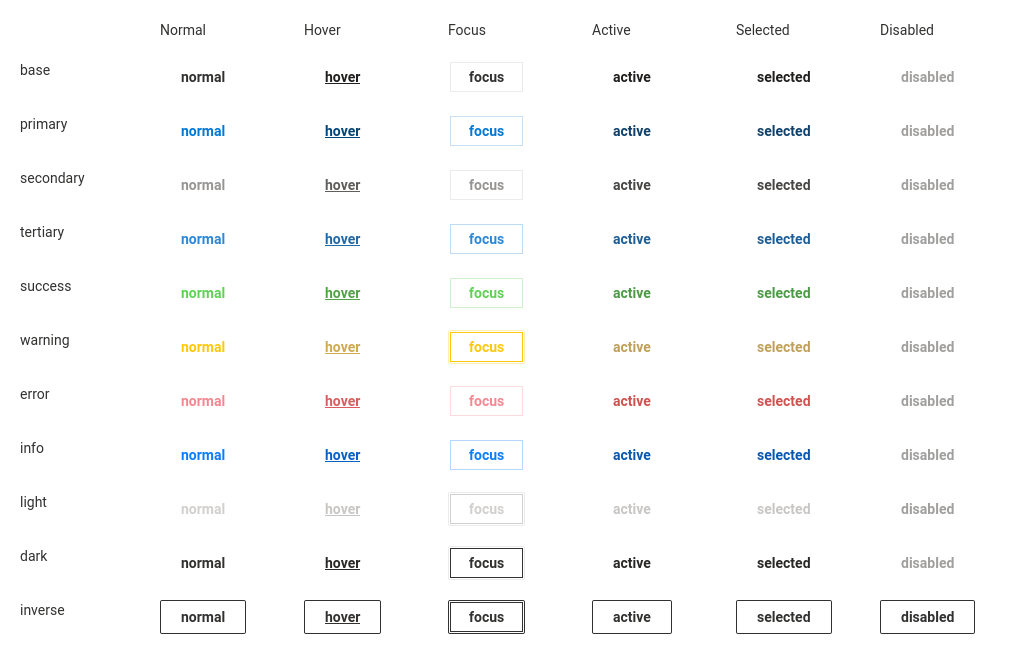 Normal Hover Focus Active Selected Disabled
base normal hover focus active selected disabled
primary normal hover focus active selected disabled
secondary normal hover focus active selected disabled
tertiary normal hover focus active selected disabled
success normal hover focus active selected disabled
warning normal hover focus active selected disabled
error normal hover focus active selected disabled
info normal hover focus active selected disabled
light normal hover focus active selected disabled
dark normal hover focus active selected disabled
inverse normal hover focus active selected disabled